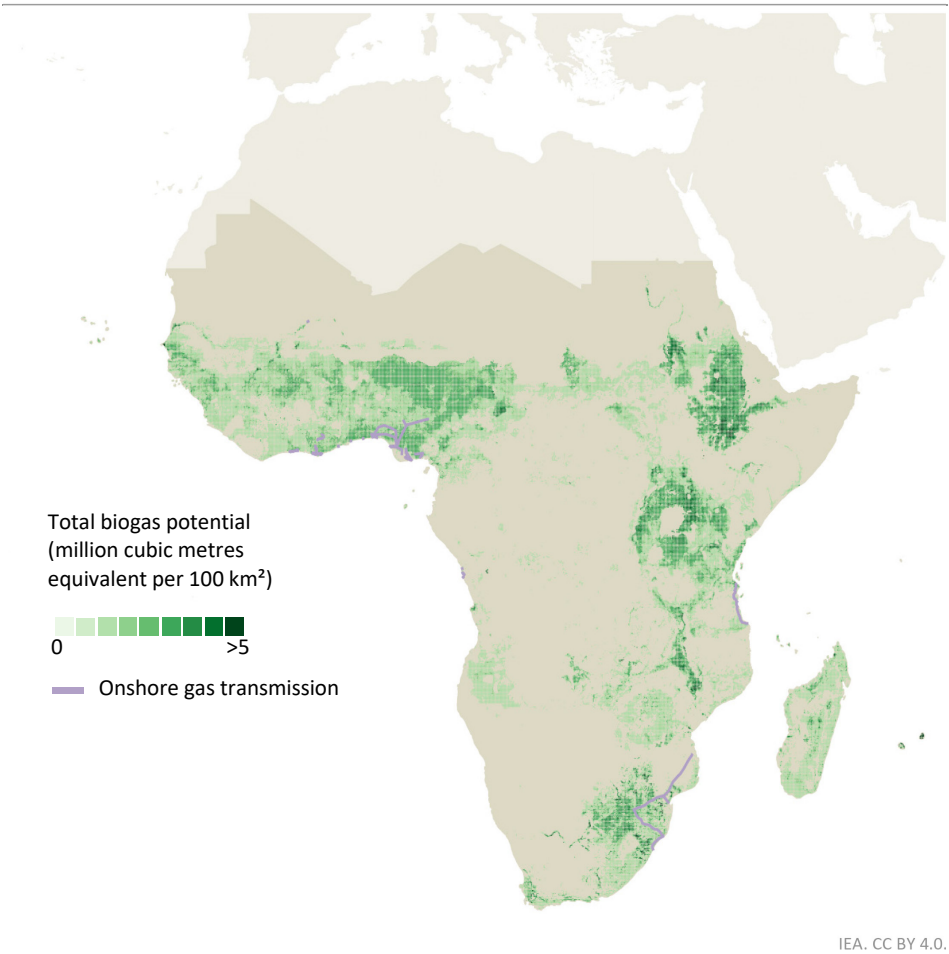 Total biogas potential
(million cubic metres
equivalent per 100 km²)
0 >5
Onshore gas transmission
IEA. CC BY 4.0.